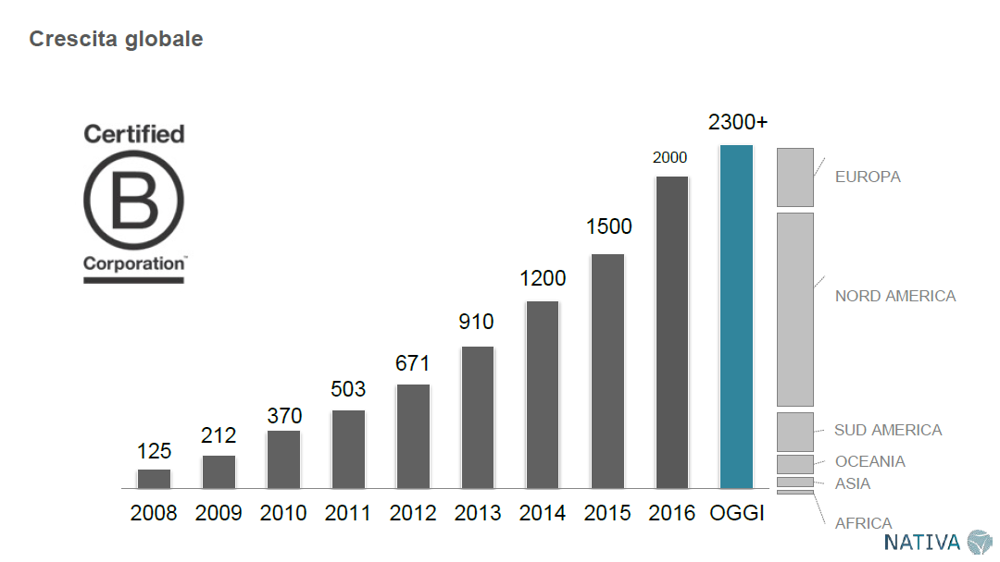 Crescita globale
Certified
B
Corporation™
125
212
370
503
671
910
1200
1500
2000
2300+
2008
2009
2010
2011
2012
2013
2014
2015
2016
OGGI
EUROPA
NORD AMERICA
SUD AMERICA
OCEANIA
ASIA
AFRICA
NATIVA